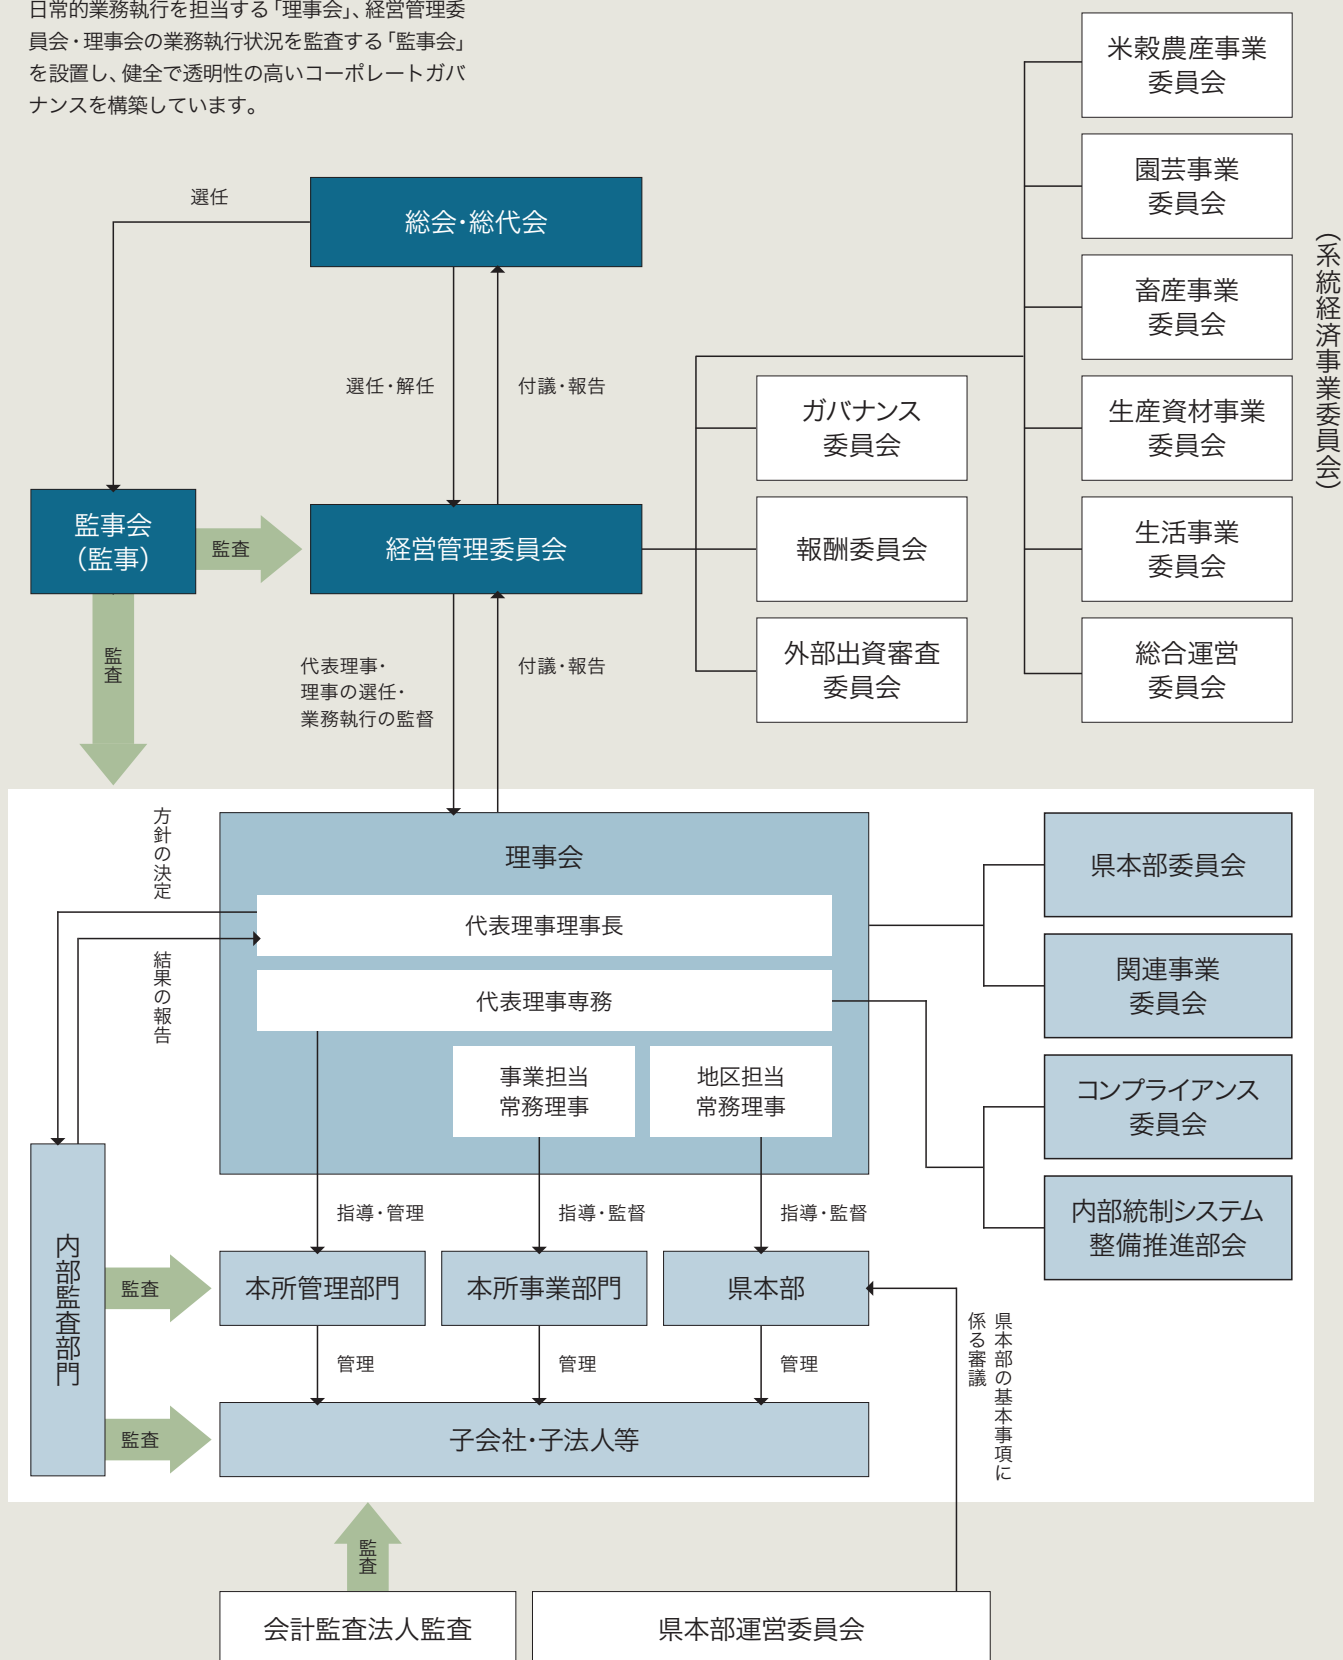 日常的業務執行を担当する「理事会」、経営管理委
員会・理事会の業務執行状況を監査する「監事会」
を設置し、健全で透明性の高いコーポレートガバ
ナンスを構築しています。
米穀農産事業
委員会
園芸事業
委員会
畜産事業
委員会
生産資材事業
委員会
生活事業
委員会
総合運営
委員会
（系統経済事業委員会）
選任
総会・総代会
選任・解任
付議・報告
ガバナンス
委員会
報酬委員会
外部出資審査
委員会
監事会
（監事）
監査
経営管理委員会
監査
代表理事・
理事の選任・
業務執行の監督
付議・報告
方針の決定
結果の報告
理事会
代表理事理事長
代表理事専務
事業担当
常務理事
地区担当
常務理事
県本部委員会
関連事業
委員会
コンプライアンス
委員会
内部統制システム
整備推進部会
指導・管理
指導・監督
指導・監督
内部監査部門
監査
本所管理部門
本所事業部門
県本部
管理
管理
管理
県本部の基本事項に
係る審議
監査
子会社・子法人等
監査
会計監査法人監査
県本部運営委員会